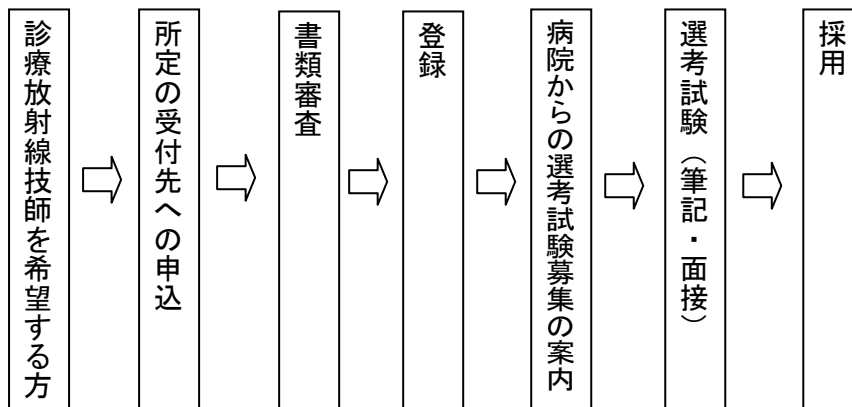 診療放射線技師を希望する方
所定の受付先への申込
書類審査
登録
病院からの選考試験募集の案内
選考試験（筆記・面接）
採用